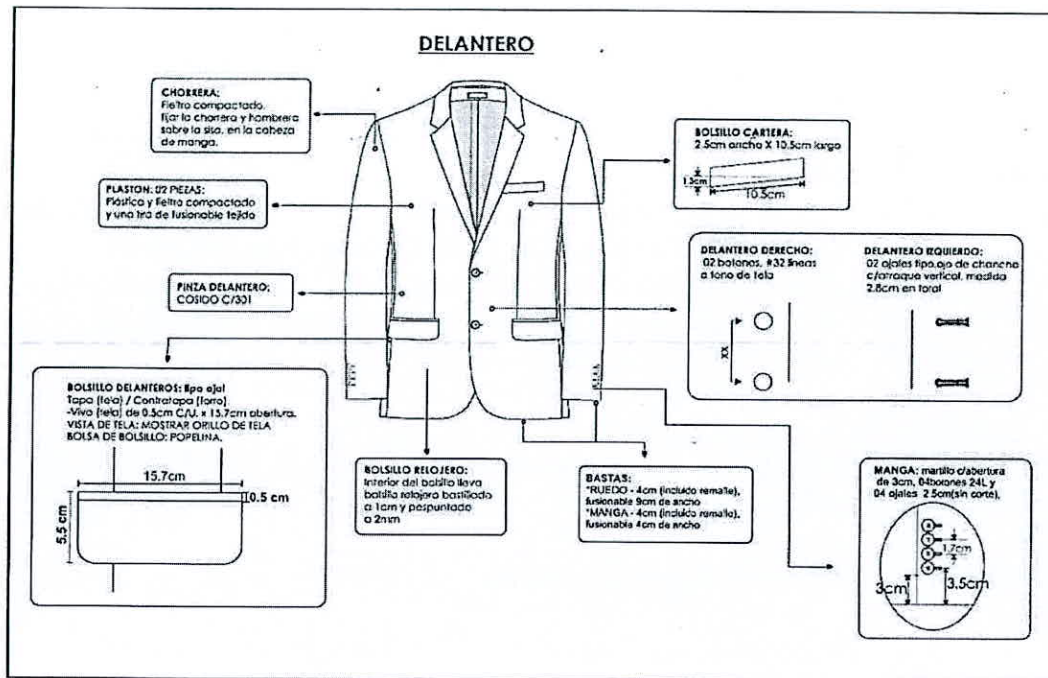 DELANTERO
CHORRERA:
Fieltro compactado.
fijar la chorrera y hombrera
sobre la sisa, en la cabeza
de manga.
BOLSILLO CARTERA:
2.5cm ancho X 10.5cm largo
1.5cm
10.5cm
PLASTON: 02 PIEZAS:
Plástica y Fieltro compactado
y una tira de fusionable tejido
DELANTERO DERECHO:
02 botones, #32 líneas
a tono de tela
XX
DELANTERO IZQUIERDO:
02 ojales tipo ojo de chancho
c/atraque vertical, medida
2.8cm en total
PINZA DELANTERO:
COSIDO C/301
BOLSILLO DELANTEROS: tipo ojal
Tapa (tela) / Contratapa (forro)
-Vivo (tela) de 0.5cm C/U. x 15.7cm abertura.
VISTA DE TELA: MOSTRAR ORILLO DE TELA
BOLSA DE BOLSILLO: POPELINA.
15.7cm
0.5 cm
5.5 cm
BOLSILLO RELOJERO:
Interior del bolsillo lleva
bolsillo relojero bastillado
a 1cm y pespuntado
a 2mm
BASTAS:
*RUEDO - 4cm (incluido remalle),
fusionable 9cm de ancho
*MANGA - 4cm (incluido remalle),
fusionable 4cm de ancho
MANGA: martillo c/abertura
de 3cm, 04botones 24L y
04 ojales 2.5cm(sin corte),
1.7cm
3cm
3.5cm